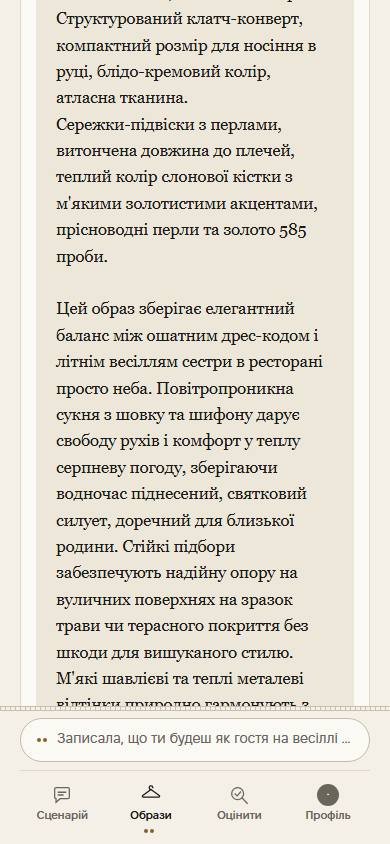 Структурований клатч-конверт,
компактний розмір для носіння в
руці, блідо-кремовий колір,
атласна тканина.
Сережки-підвіски з перлами,
витончена довжина до плечей,
теплий колір слонової кістки з
м'якими золотистими акцентами,
прісноводні перли та золото 585
проби.
Цей образ зберігає елегантний
баланс між ошатним дрес-кодом і
літнім весіллям сестри в ресторані
просто неба. Повітропроникна
сукня з шовку та шифону дарує
свободу рухів і комфорт у теплу
серпневу погоду, зберігаючи
водночас піднесений, святковий
силует, доречний для близької
родини. Стійкі підбори
забезпечують надійну опору на
вуличних поверхнях на зразок
трави чи терасного покриття без
шкоди для вишуканого стилю.
М'які шавлієві та теплі металеві
відтінки природно гармонують з
Записала, що ти будеш як гостя на весіллі ...
Сценарій
Образи
Оцінити
Профіль